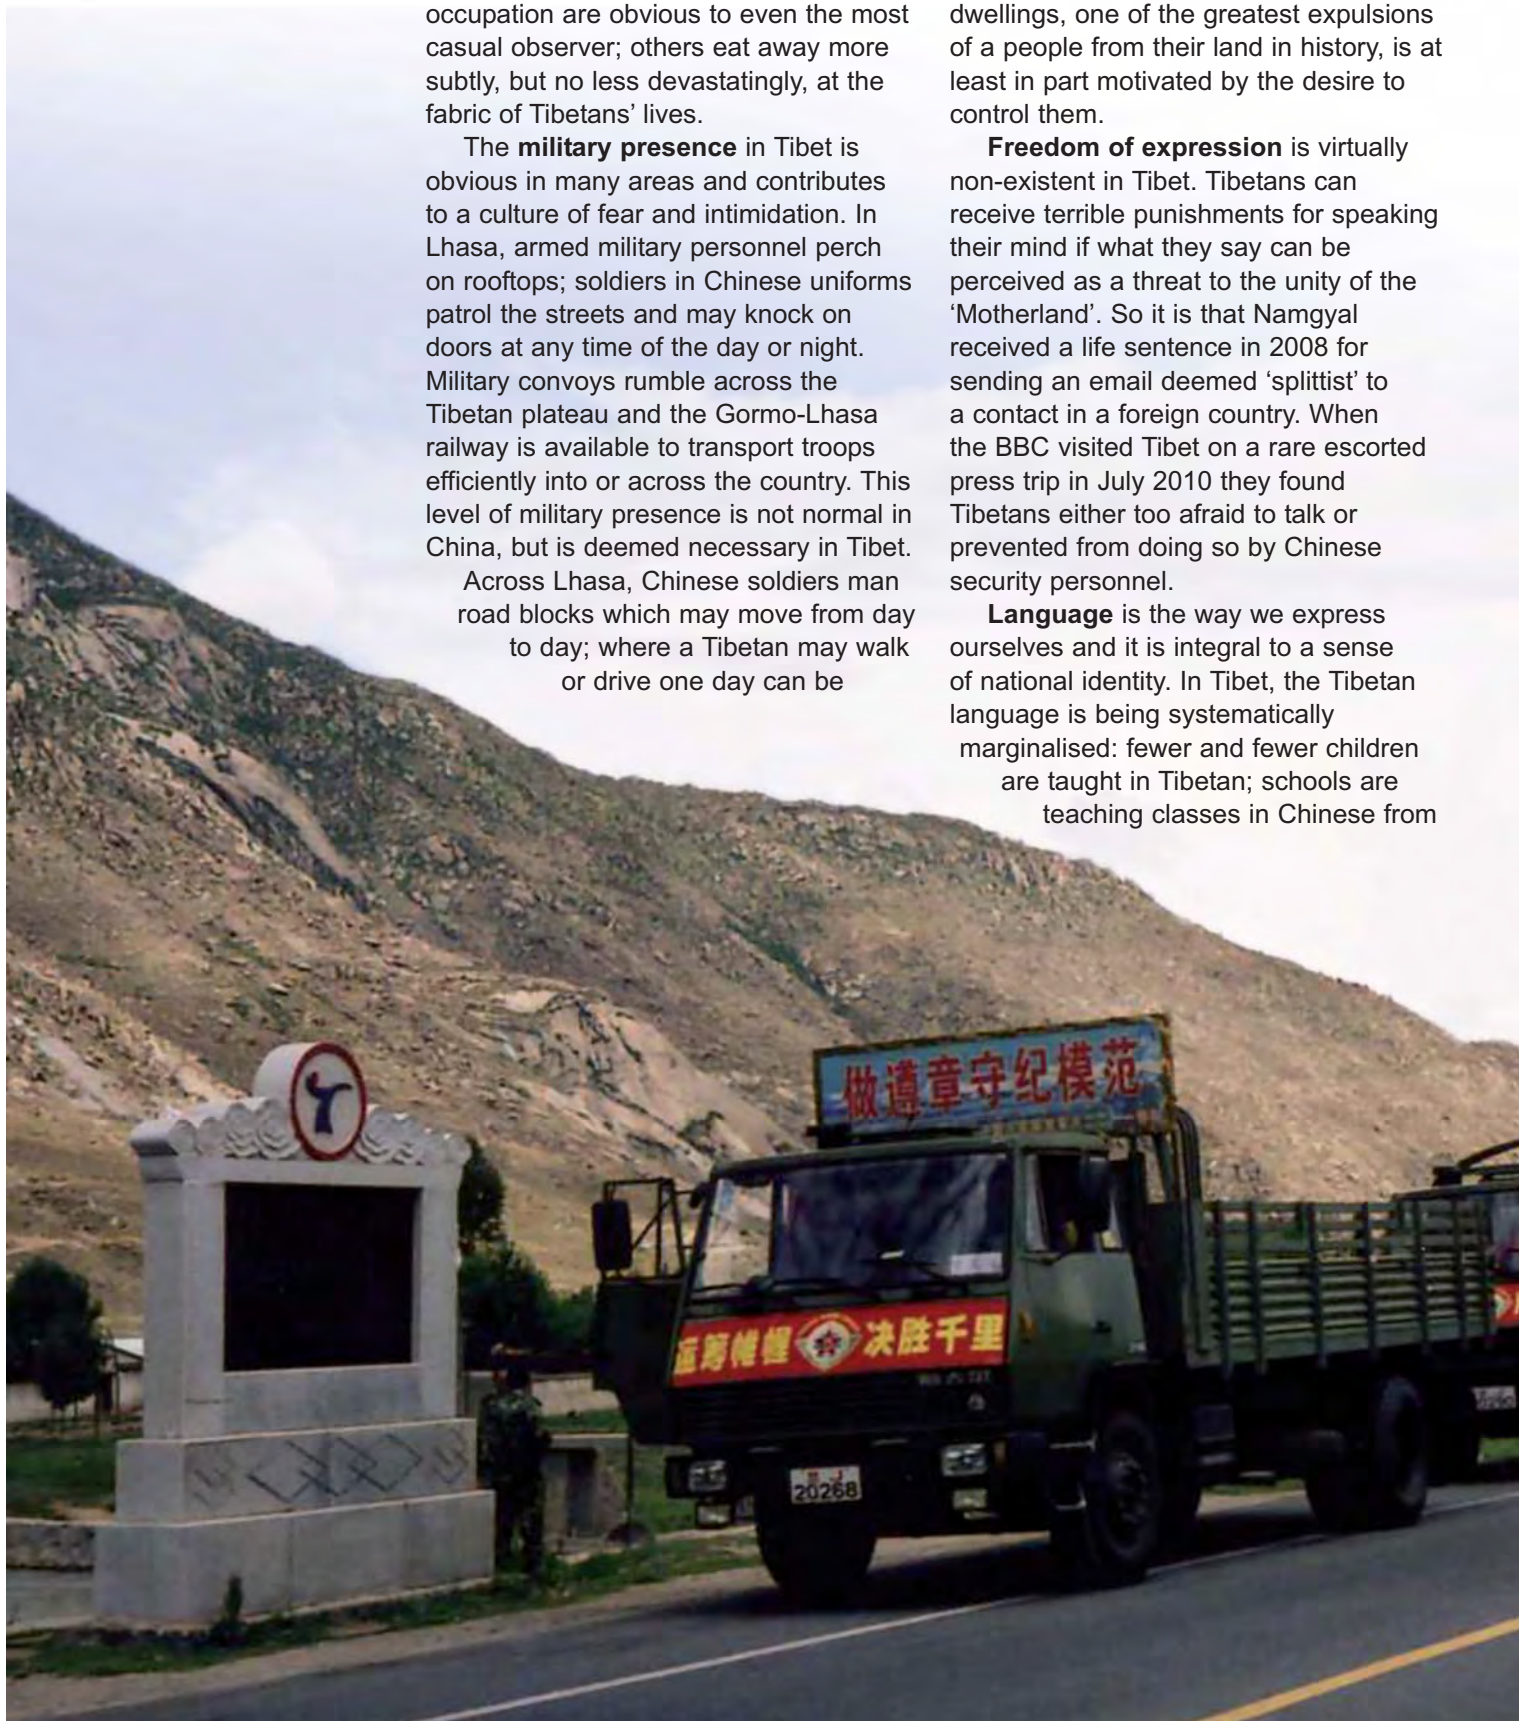 occupation are obvious to even the most
casual observer; others eat away more
subtly, but no less devastatingly, at the
fabric of Tibetans’ lives.
The military presence in Tibet is
obvious in many areas and contributes
to a culture of fear and intimidation. In
Lhasa, armed military personnel perch
on rooftops; soldiers in Chinese uniforms
patrol the streets and may knock on
doors at any time of the day or night.
Military convoys rumble across the
Tibetan plateau and the Gormo-Lhasa
railway is available to transport troops
efficiently into or across the country. This
level of military presence is not normal in
China, but is deemed necessary in Tibet.
Across Lhasa, Chinese soldiers man
road blocks which may move from day
to day; where a Tibetan may walk
or drive one day can be
dwellings, one of the greatest expulsions
of a people from their land in history, is at
least in part motivated by the desire to
control them.
Freedom of expression is virtually
non-existent in Tibet. Tibetans can
receive terrible punishments for speaking
their mind if what they say can be
perceived as a threat to the unity of the
‘Motherland’. So it is that Namgyal
received a life sentence in 2008 for
sending an email deemed ‘splittist’ to
a contact in a foreign country. When
the BBC visited Tibet on a rare escorted
press trip in July 2010 they found
Tibetans either too afraid to talk or
prevented from doing so by Chinese
security personnel.
Language is the way we express
ourselves and it is integral to a sense
of national identity. In Tibet, the Tibetan
language is being systematically
marginalised: fewer and fewer children
are taught in Tibetan; schools are
teaching classes in Chinese from
做遵章守纪模范
运筹帷幄 决胜千里
20268